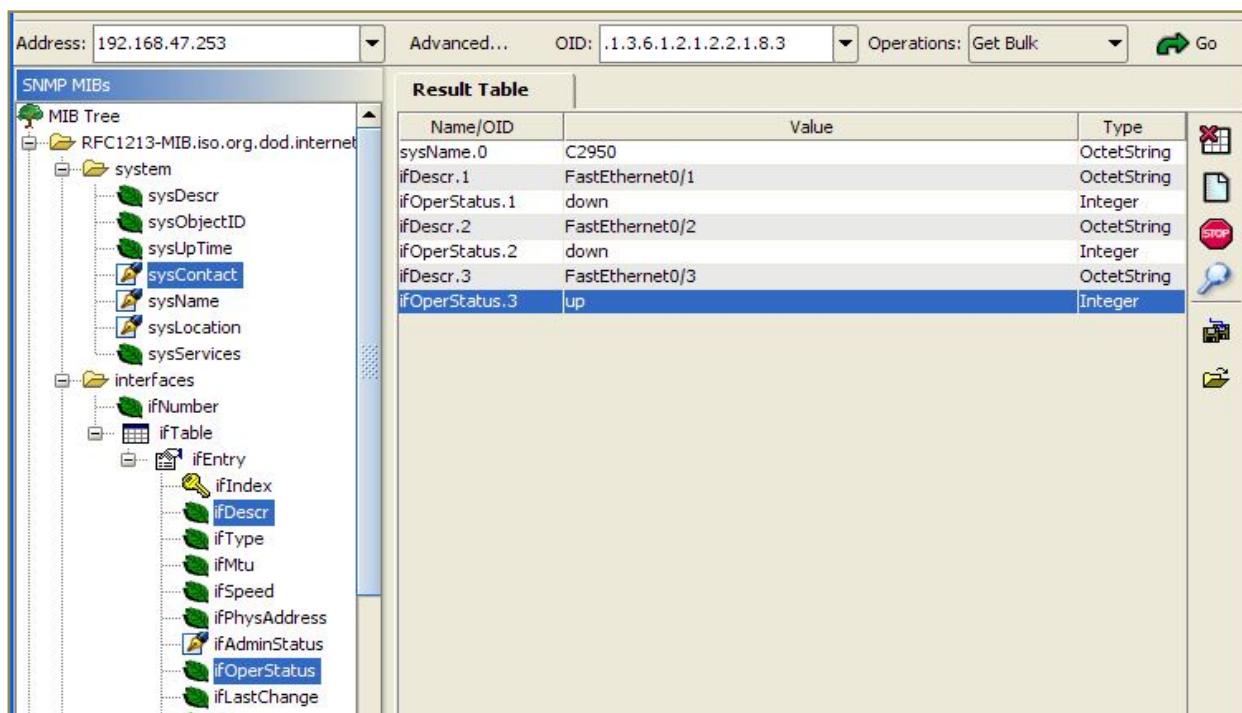 Address: 192.168.47.253 Advanced... OID: .1.3.6.1.2.1.2.2.1.8.3 Operations: Get Bulk Go
SNMP MIBs
MIB Tree
RFC1213-MIB.iso.org.dod.internet
system
sysDescr
sysObjectID
sysUpTime
sysContact
sysName
sysLocation
sysServices
interfaces
ifNumber
ifTable
ifEntry
ifIndex
ifDescr
ifType
ifMtu
ifSpeed
ifPhysAddress
ifAdminStatus
ifOperStatus
ifLastChange
Result Table
Name/OID Value Type
sysName.0 C2950 OctetString
ifDescr.1 FastEthernet0/1 OctetString
ifOperStatus.1 down Integer
ifDescr.2 FastEthernet0/2 OctetString
ifOperStatus.2 down Integer
ifDescr.3 FastEthernet0/3 OctetString
ifOperStatus.3 up Integer
STOP